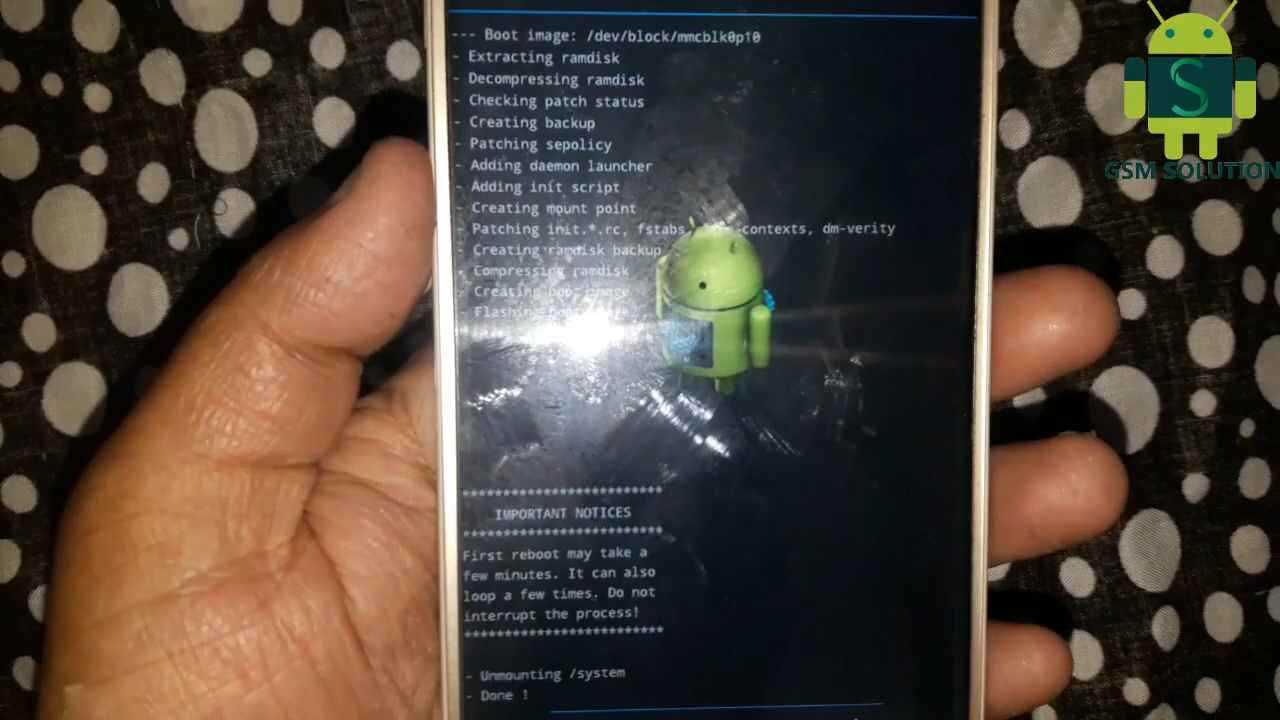 --- Boot image: /dev/block/mmcblk0p10
- Extracting ramdisk
- Decompressing ramdisk
- Checking patch status
- Creating backup
- Patching sepolicy
- Adding daemon launcher
- Adding init script
- Creating mount point
Patching init.*.rc, fstabs, contexts, dm-verity
- Creating ramdisk backup
- Compressing ramdisk
- Creating boot image
- Flashing boot image
************************
IMPORTANT NOTICES
************************
First reboot may take a
few minutes. It can also
loop a few times. Do not
interrupt the process!
************************
- Unmounting /system
- Done !
S
GSM SOLUTION